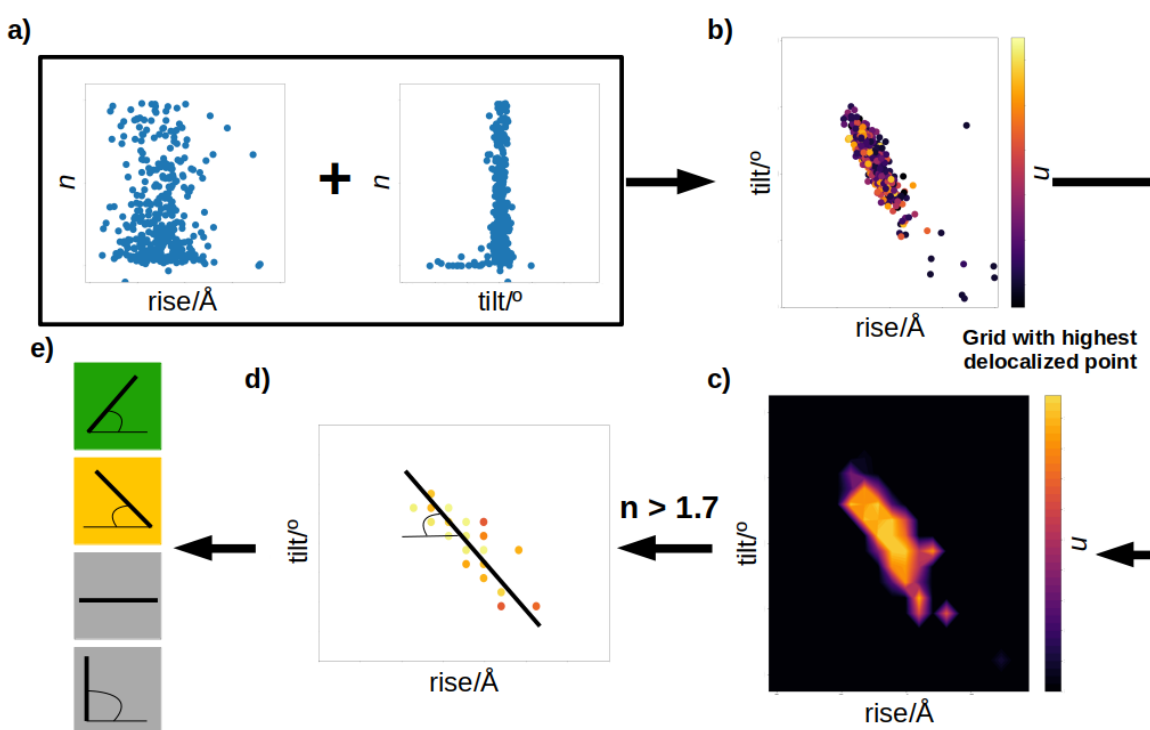 a)
n
rise/Å
+
n
tilt/º
b)
tilt/º
rise/Å
n
Grid with highest
delocalized point
c)
tilt/º
rise/Å
n
n > 1.7
d)
tilt/º
rise/Å
e)